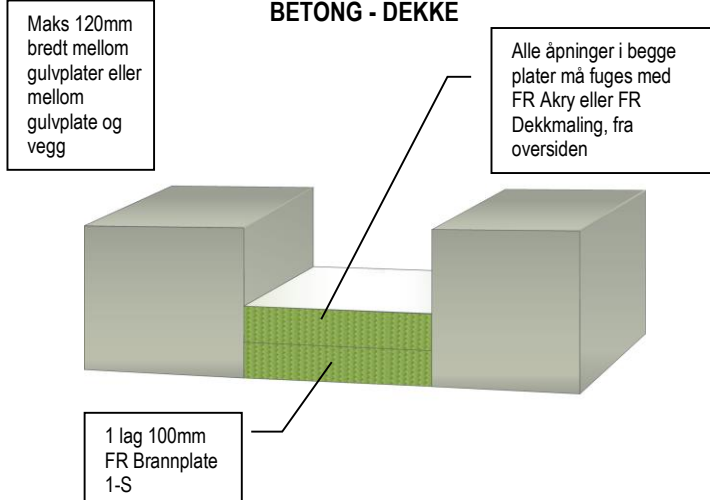 BETONG - DEKKE
Maks 120mm
bredt mellom
gulvplater eller
mellom
gulvplate og
vegg
Alle åpninger i begge
plater må fuges med
FR Akry eller FR
Dekkmaling, fra
oversiden
1 lag 100mm
FR Brannplate
1-S